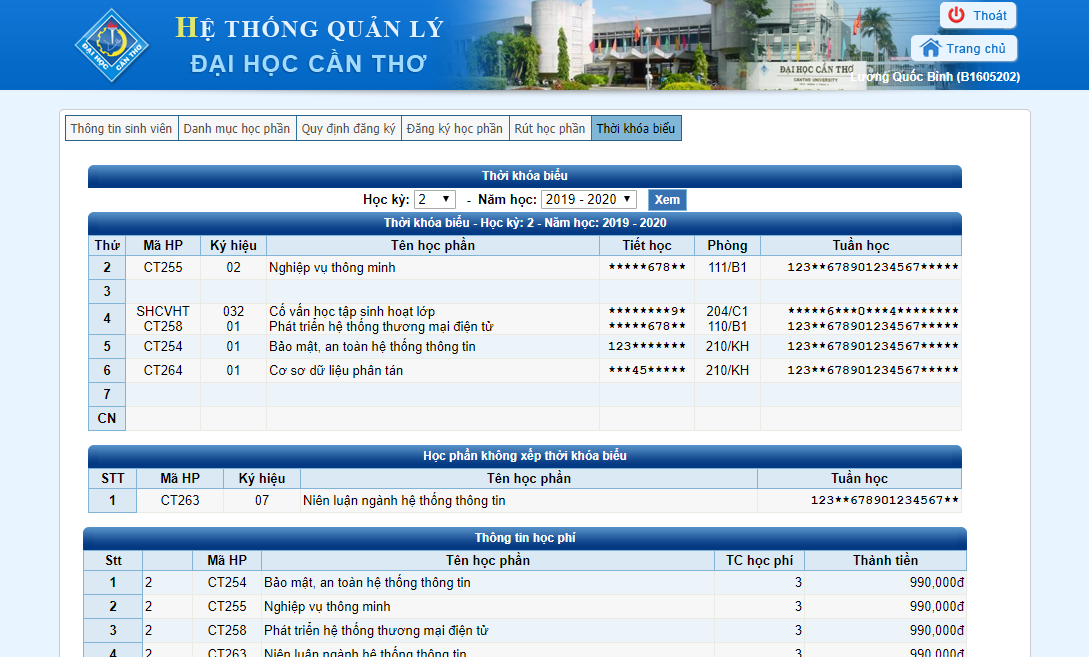 ĐẠI HỌC CẦN THƠ
HỆ THỐNG QUẢN LÝ
ĐẠI HỌC CẦN THƠ
ĐẠI HỌC CẦN THƠ
CANTHO UNIVERSITY
Thoát
Trang chủ
Lương Quốc Bình (B1605202)
Thông tin sinh viên Danh mục học phần Quy định đăng ký Đăng ký học phần Rút học phần Thời khóa biểu
Thời khóa biểu
Học kỳ: 2 - Năm học: 2019 - 2020 Xem
Thời khóa biểu - Học kỳ: 2 - Năm học: 2019 - 2020
Thứ Mã HP Ký hiệu Tên học phần Tiết học Phòng Tuần học
2 CT255 02 Nghiệp vụ thông minh *****678** 111/B1 123**678901234567*****
3
4 SHCVHT 032 Cố vấn học tập sinh hoạt lớp ********9* 204/C1 *****6***0***4********
CT258 01 Phát triển hệ thống thương mại điện tử *****678** 110/B1 123**678901234567*****
5 CT254 01 Bảo mật, an toàn hệ thống thông tin 123******* 210/KH 123**678901234567*****
6 CT264 01 Cơ sơ dữ liệu phân tán ***45***** 210/KH 123**678901234567*****
7
CN
Học phần không xếp thời khóa biểu
STT Mã HP Ký hiệu Tên học phần Tuần học
1 CT263 07 Niên luận ngành hệ thống thông tin 123**678901234567**
Thông tin học phí
Stt Mã HP Tên học phần TC học phí Thành tiền
1 2 CT254 Bảo mật, an toàn hệ thống thông tin 3 990,000đ
2 2 CT255 Nghiệp vụ thông minh 3 990,000đ
3 2 CT258 Phát triển hệ thống thương mại điện tử 3 990,000đ
4 2 CT263 Niên luận ngành hệ thống thông tin 3 990,000đ